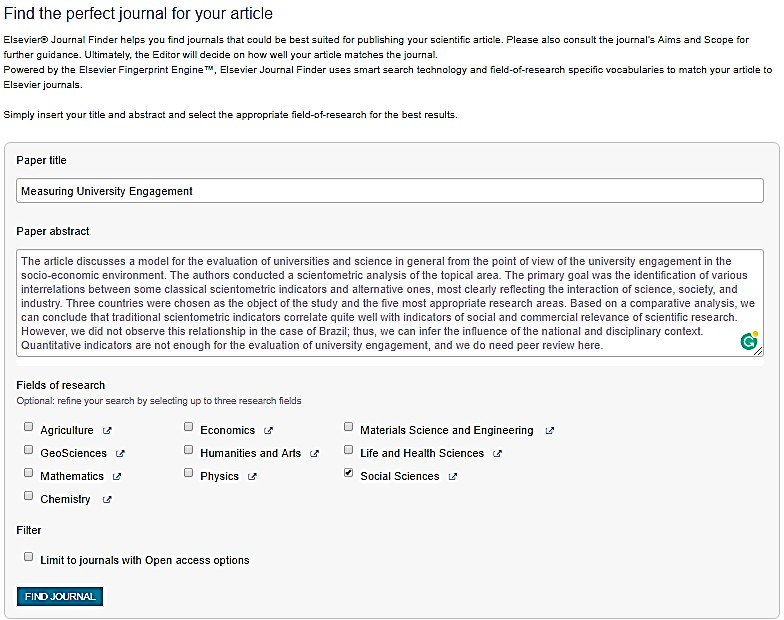 Find the perfect journal for your article
Elsevier® Journal Finder helps you find journals that could be best suited for publishing your scientific article. Please also consult the journal's Aims and Scope for
further guidance. Ultimately, the Editor will decide on how well your article matches the journal.
Powered by the Elsevier Fingerprint Engine™, Elsevier Journal Finder uses smart search technology and field-of-research specific vocabularies to match your article to
Elsevier journals.
Simply insert your title and abstract and select the appropriate field-of-research for the best results.
Paper title
Measuring University Engagement
Paper abstract
The article discusses a model for the evaluation of universities and science in general from the point of view of the university engagement in the
socio-economic environment. The authors conducted a scientometric analysis of the topical area. The primary goal was the identification of various
interrelations between some classical scientometric indicators and alternative ones, most clearly reflecting the interaction of science, society, and
industry. Three countries were chosen as the object of the study and the five most appropriate research areas. Based on a comparative analysis, we
can conclude that traditional scientometric indicators correlate quite well with indicators of social and commercial relevance of scientific research.
However, we did not observe this relationship in the case of Brazil; thus, we can infer the influence of the national and disciplinary context.
Quantitative indicators are not enough for the evaluation of university engagement, and we do need peer review here.
Fields of research
Optional: refine your search by selecting up to three research fields
Agriculture Economics Materials Science and Engineering
GeoSciences Humanities and Arts Life and Health Sciences
Mathematics Physics Social Sciences
Chemistry
Filter
Limit to journals with Open access options
FIND JOURNAL